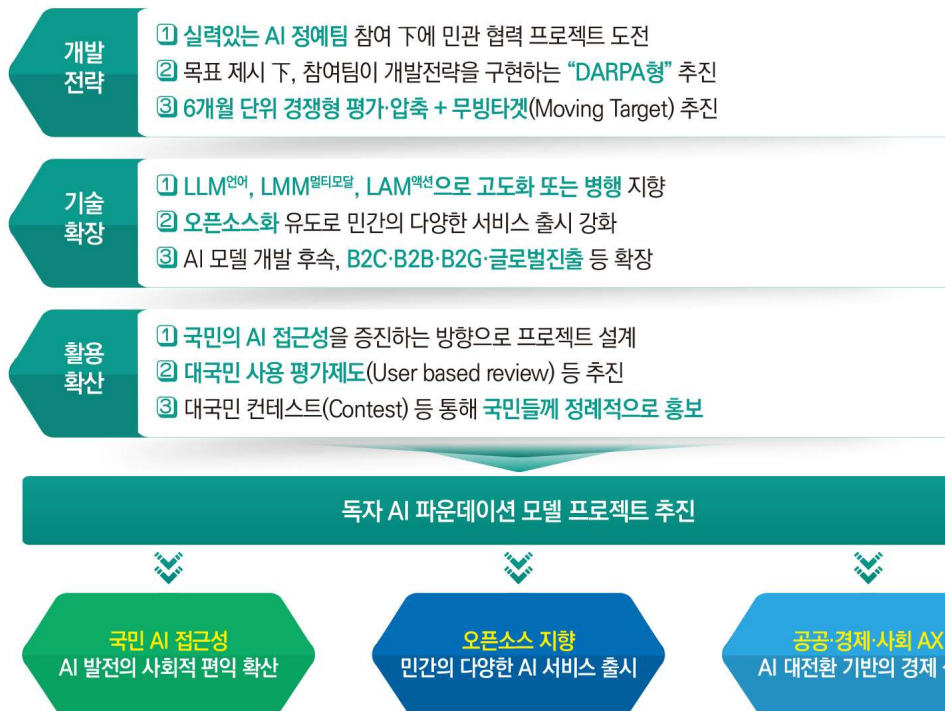 개발
전략
① 실력있는 AI 정예팀 참여 下에 민관 협력 프로젝트 도전
② 목표 제시 下, 참여팀이 개발전략을 구현하는 “DARPA형” 추진
③ 6개월 단위 경쟁형 평가·압축 + 무빙타겟(Moving Target) 추진
기술
확장
① LLM언어, LMM멀티모달, LAM액션으로 고도화 또는 병행 지향
② 오픈소스화 유도로 민간의 다양한 서비스 출시 강화
③ AI 모델 개발 후속, B2C·B2B·B2G·글로벌진출 등 확장
활용
확산
① 국민의 AI 접근성을 증진하는 방향으로 프로젝트 설계
② 대국민 사용 평가제도(User based review) 등 추진
③ 대국민 컨테스트(Contest) 등 통해 국민들께 정례적으로 홍보
독자 AI 파운데이션 모델 프로젝트 추진
국민 AI 접근성
AI 발전의 사회적 편익 확산
오픈소스 지향
민간의 다양한 AI 서비스 출시
공공·경제·사회 AX
AI 대전환 기반의 경제